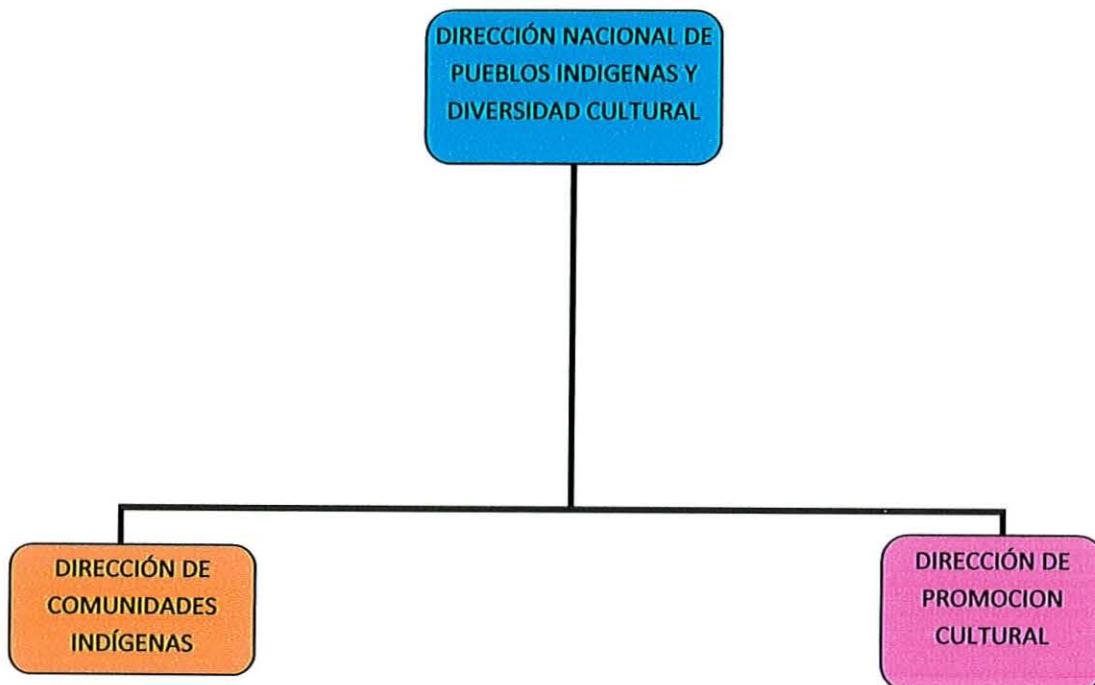 DIRECCIÓN NACIONAL DE
PUEBLOS INDIGENAS Y
DIVERSIDAD CULTURAL
DIRECCIÓN DE
COMUNIDADES
INDÍGENAS
DIRECCIÓN DE
PROMOCION
CULTURAL